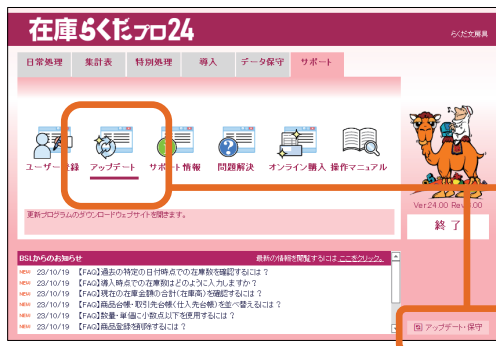 在庫らくだプロ24
らくだ文房具
日常処理 集計表 特別処理 導入 データ保守 サポート
ユーザー登録 アップデート サポート情報 問題解決 オンライン購入 操作マニュアル
更新プログラムのダウンロードウェブサイトを開きます。
Ver.24.00 Rev.
終了
BSLからのお知らせ 最新の情報を閲覧するには ここをクリック。
NEW 23/10/19 【FAQ】過去の特定の日付時点での在庫数を確認するには?
NEW 23/10/19 【FAQ】導入時点での在庫数はどのように入力しますか?
NEW 23/10/19 【FAQ】現在の在庫金額の合計(在庫高)を確認するには?
NEW 23/10/19 【FAQ】商品台帳・取引先台帳(仕入先台帳)を並べ替えるには?
NEW 23/10/19 【FAQ】数量・単価に小数点以下を使用するには?
NEW 23/10/19 【FAQ】商品登録を削除するには?
アップデート・保守